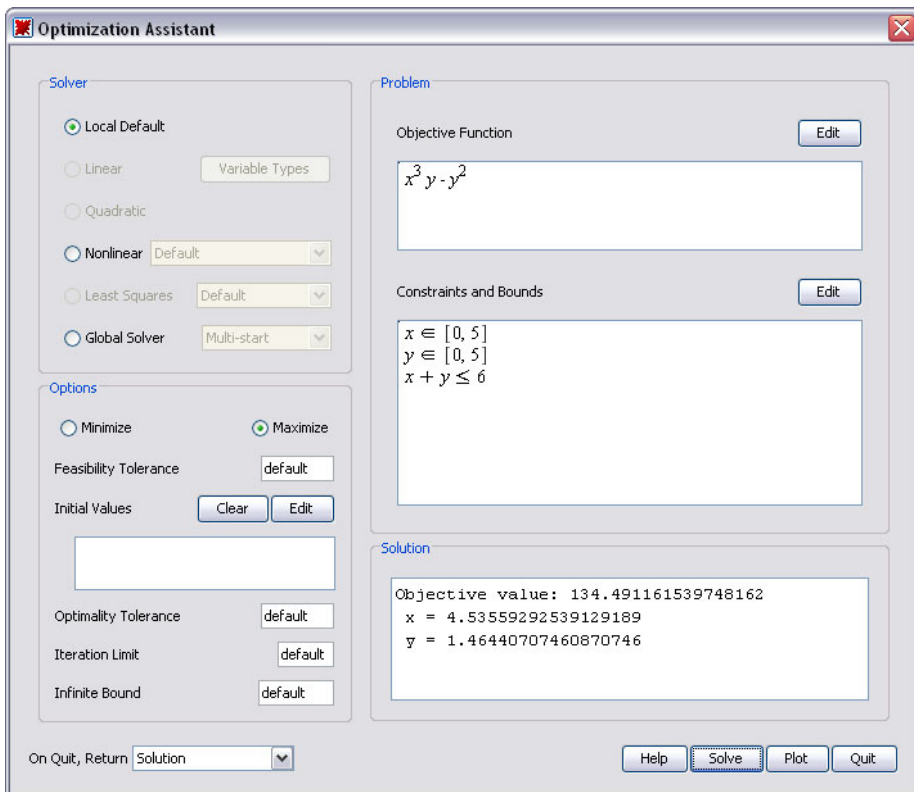 Optimization Assistant
Solver
Local Default
Linear Variable Types
Quadratic
Nonlinear Default
Least Squares Default
Global Solver Multi-start
Options
Minimize Maximize
Feasibility Tolerance default
Initial Values Clear Edit
Optimality Tolerance default
Iteration Limit default
Infinite Bound default
Problem
Objective Function Edit
x³ y - y²
Constraints and Bounds Edit
x ∈ [0, 5]
y ∈ [0, 5]
x + y ≤ 6
Solution
Objective value: 134.491161539748162
x = 4.53559292539129189
y = 1.46440707460870746
On Quit, Return Solution
Help Solve Plot Quit